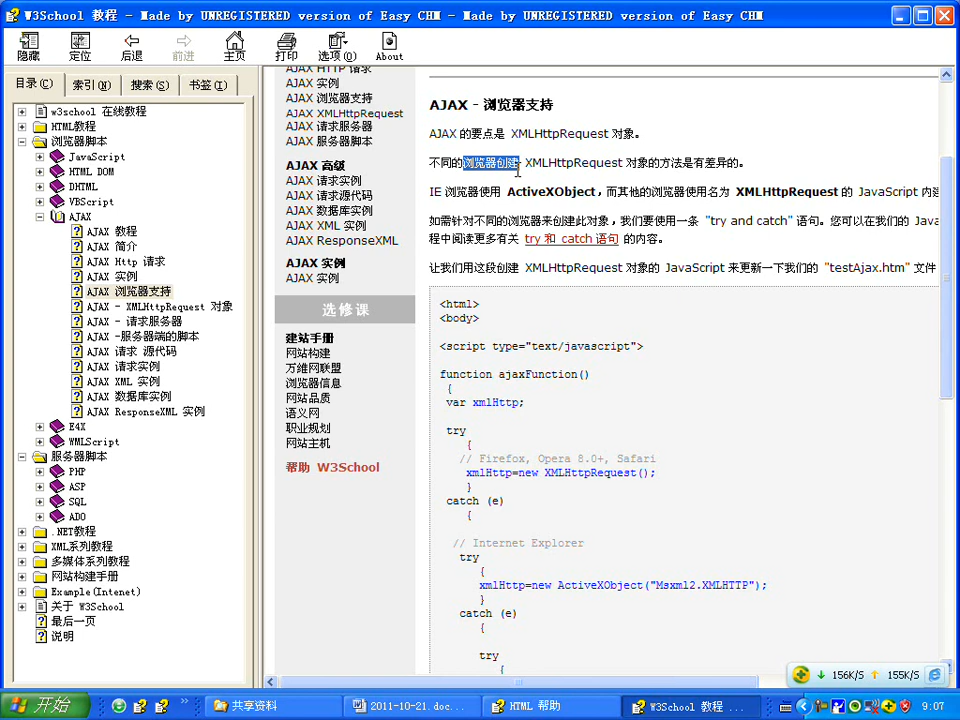 W3School 教程 - Made by UNREGISTERED version of Easy CHM - Made by UNREGISTERED version of Easy CHM
隐藏 定位 后退 前进 主页 打印 选项(O) About
目录(C) 索引(N) 搜索(S) 书签(I)
w3school 在线教程
HTML教程
浏览器脚本
JavaScript
HTML DOM
DHTML
VBScript
AJAX
AJAX 教程
AJAX 简介
AJAX Http 请求
AJAX 实例
AJAX 浏览器支持
AJAX - XMLHttpRequest 对象
AJAX - 请求服务器
AJAX -服务器端的脚本
AJAX 请求 源代码
AJAX 请求实例
AJAX XML 实例
AJAX 数据库实例
AJAX ResponseXML 实例
E4X
WMLScript
服务器脚本
PHP
ASP
SQL
ADO
.NET教程
XML系列教程
多媒体系列教程
网站构建手册
Example(Intenet)
关于 W3School
最后一页
说明
AJAX HTTP 请求
AJAX 实例
AJAX 浏览器支持
AJAX XMLHttpRequest
AJAX 请求服务器
AJAX 服务器脚本
AJAX 高级
AJAX 请求实例
AJAX 请求源代码
AJAX 数据库实例
AJAX XML 实例
AJAX ResponseXML
AJAX 实例
AJAX 实例
选修课
建站手册
网站构建
万维网联盟
浏览器信息
网站品质
语义网
职业规划
网站主机
帮助 W3School
AJAX - 浏览器支持
AJAX 的要点是 XMLHttpRequest 对象。
不同的浏览器创建 XMLHttpRequest 对象的方法是有差异的。
IE 浏览器使用 ActiveXObject，而其他的浏览器使用名为 XMLHttpRequest 的 JavaScript 内建
如需针对不同的浏览器来创建此对象，我们要使用一条 "try and catch" 语句。您可以在我们的 Java
程中阅读更多有关 try 和 catch 语句 的内容。
让我们用这段创建 XMLHttpRequest 对象的 JavaScript 来更新一下我们的 "testAjax.htm" 文件
<html>
<body>
<script type="text/javascript">
function ajaxFunction()
{
var xmlHttp;
try
{
// Firefox, Opera 8.0+, Safari
xmlHttp=new XMLHttpRequest();
}
catch (e)
{
// Internet Explorer
try
{
xmlHttp=new ActiveXObject("Msxml2.XMLHTTP");
}
catch (e)
{
try
{
156K/S 155K/S
开始 共享资料 2011-10-21.doc... HTML 帮助 W3School 教程 ... 9:07